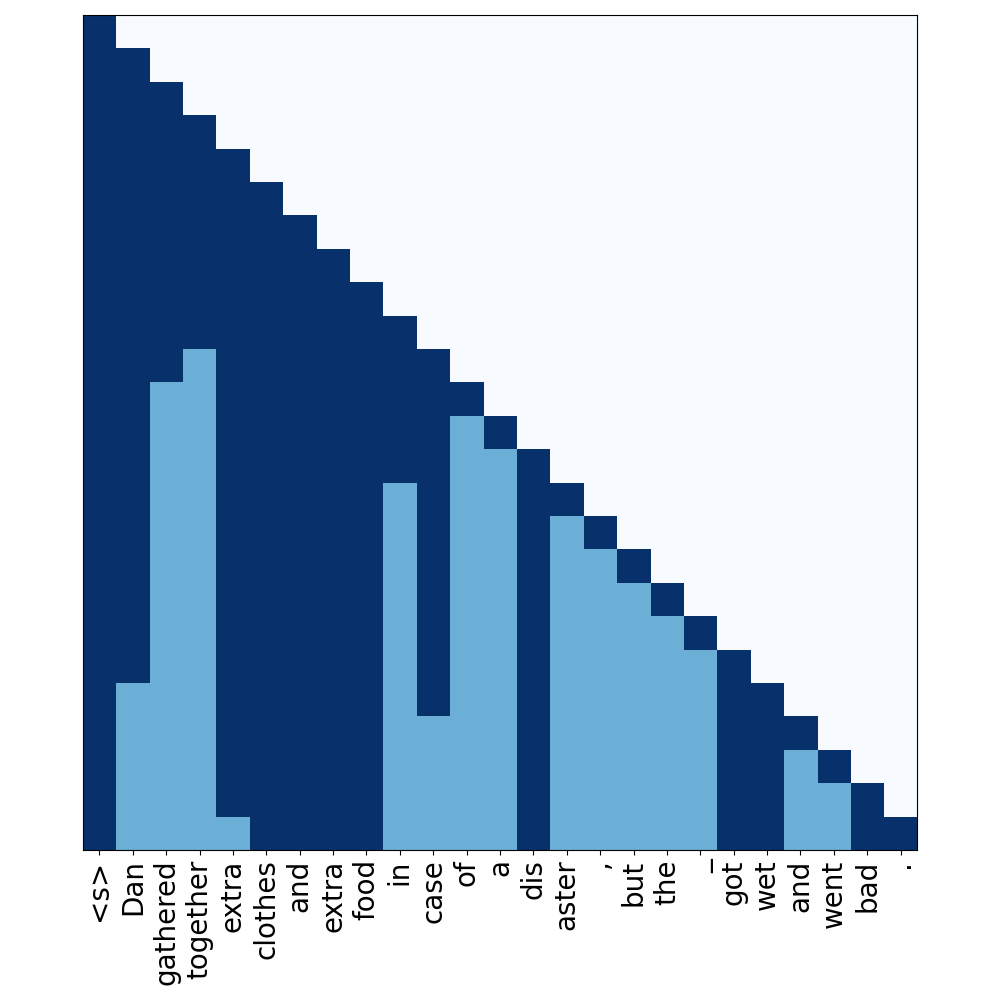 <s>
Dan
gathered
together
extra
clothes
and
extra
food
in
case
of
a
dis
aster
,
but
the
_
got
wet
and
went
bad
.